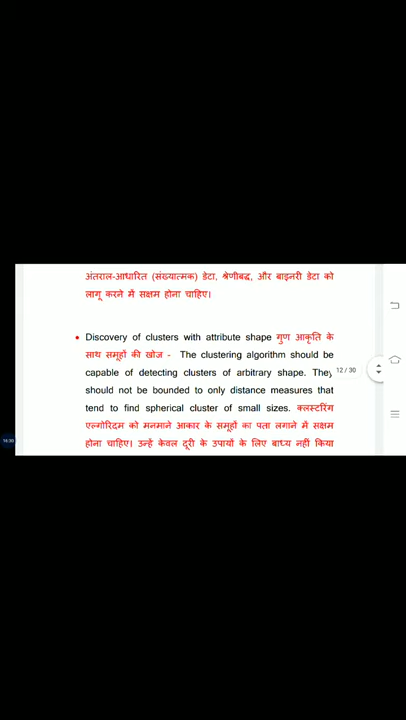 अंतराल-आधारित (संख्यात्मक) डेटा, श्रेणीबद्ध, और बाइनरी डेटा को
लागू करने में सक्षम होना चाहिए।
• Discovery of clusters with attribute shape गुण आकृति के
साथ समूहों की खोज - The clustering algorithm should be
capable of detecting clusters of arbitrary shape. They
should not be bounded to only distance measures that
tend to find spherical cluster of small sizes. क्लस्टरिंग
एल्गोरिदम को मनमाने आकार के समूहों का पता लगाने में सक्षम
होना चाहिए। उन्हें केवल दूरी के उपायों के लिए बाध्य नहीं किया
12/30